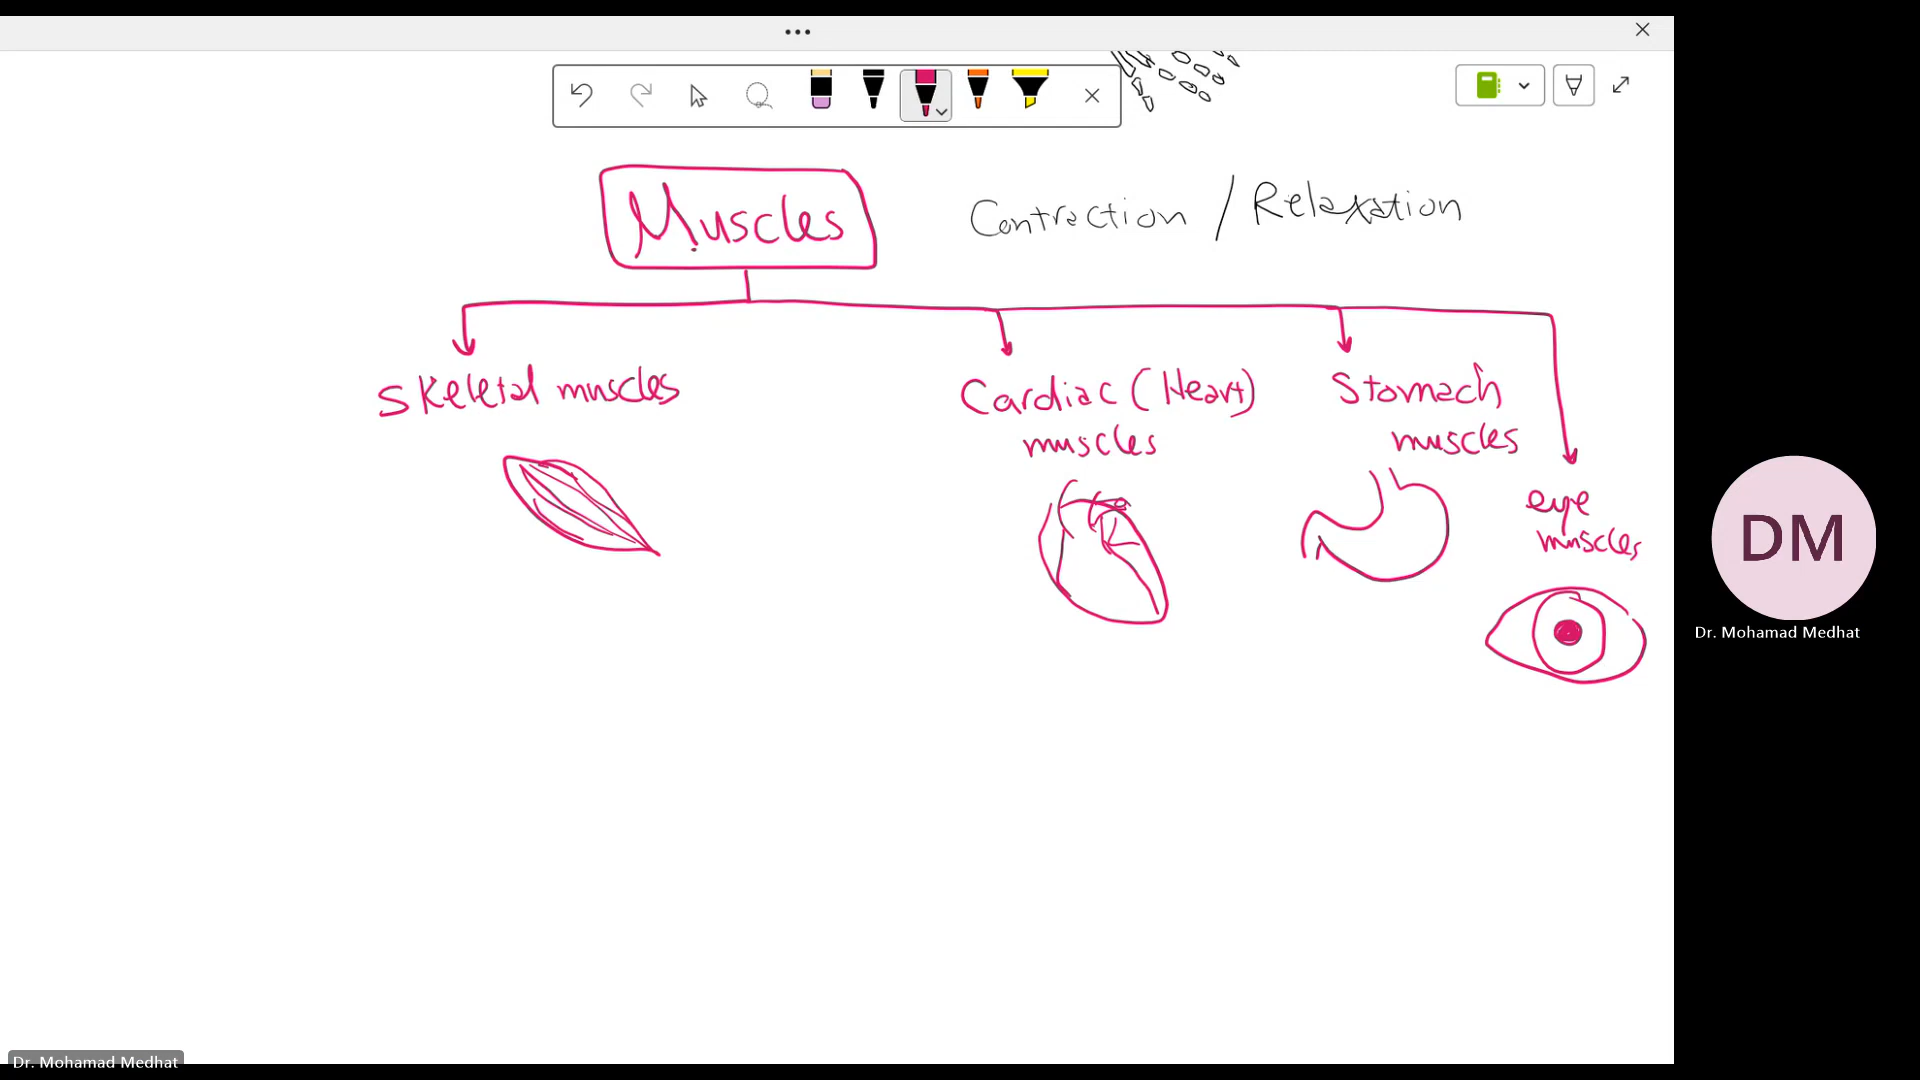 Muscles
Contraction / Relaxation
Skeletal muscles
Cardiac (Heart)
muscles
Stomach
muscles
eye
muscles
DM
Dr. Mohamad Medhat
Dr. Mohamad Medhat